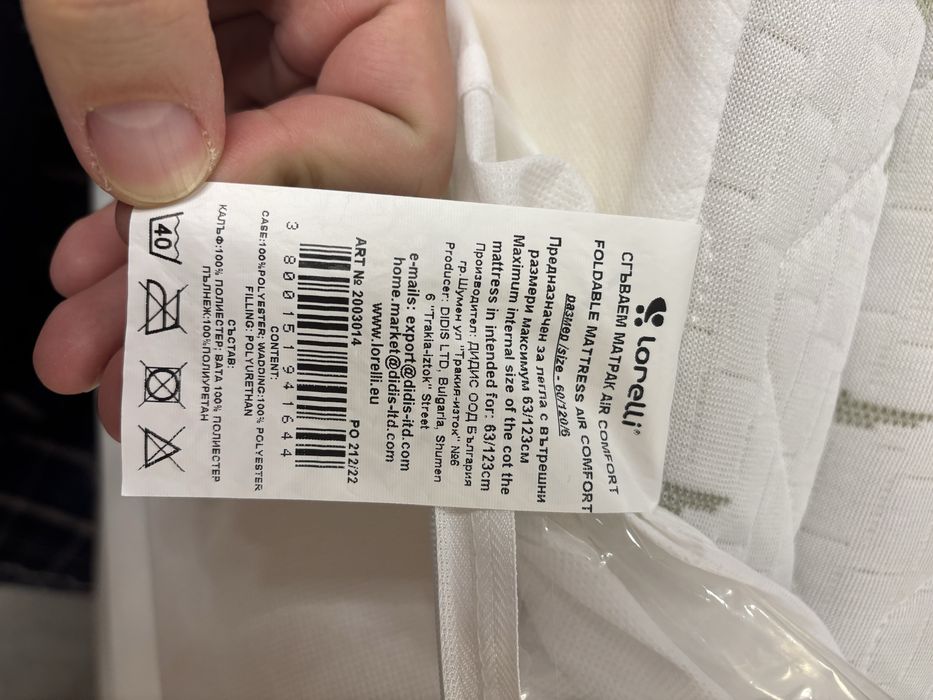 lorelli®
СГЪВАЕМ МАТРАК AIR COMFORT
FOLDABLE MATTRESS AIR COMFORT
размер /size - 60/120/6
Предназначен за легла с вътрешни
размери максимум 63/123см
Maximum internal size of the cot the
mattress in intended for: 63/123cm
Производител: ДИДИС ООД България
гр.Шумен ул "Тракия-изток" №6
Producer: DIDIS LTD, Bulgaria, Shumen
6 "Trakia-Iztok" Street
e-mails: export@didis-ltd.com
home.market@didis-ltd.com
www.lorelli.eu
ART № 2003014 PO 212/22
3 800151 941644
CONTENT:
CASE:100%POLYESTER; WADDING:100% POLYESTER
FILLING: POLYURETHAN
СЪСТАВ:
КАЛЪФ:100% ПОЛИЕСТЕР; ВАТА 100% ПОЛИЕСТЕР
ПЪЛНЕЖ:100%ПОЛИУРЕТАН
40